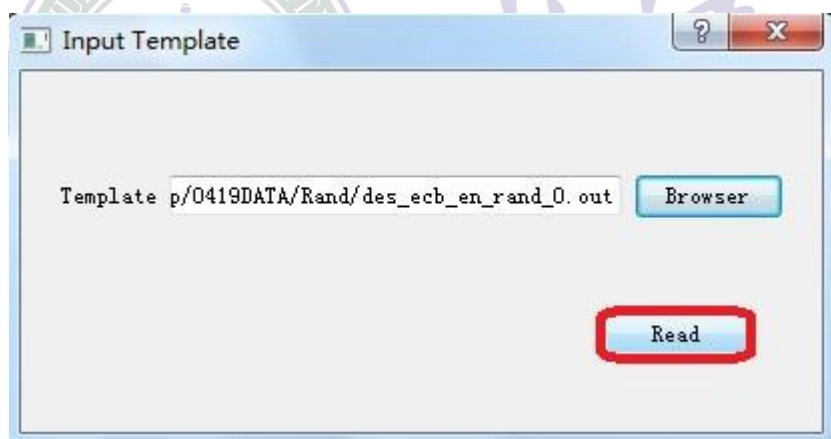 Input Template
Template p/0419DATA/Rand/des_ecb_en_rand_0.out Browser
Read